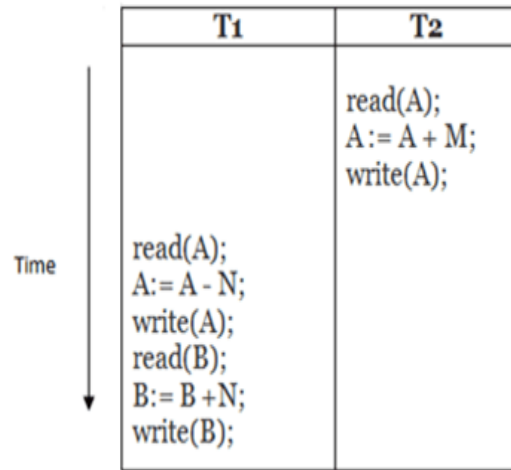 T1 T2
read(A);
A:= A + M;
write(A);
Time
read(A);
A:= A - N;
write(A);
read(B);
B:= B +N;
write(B);